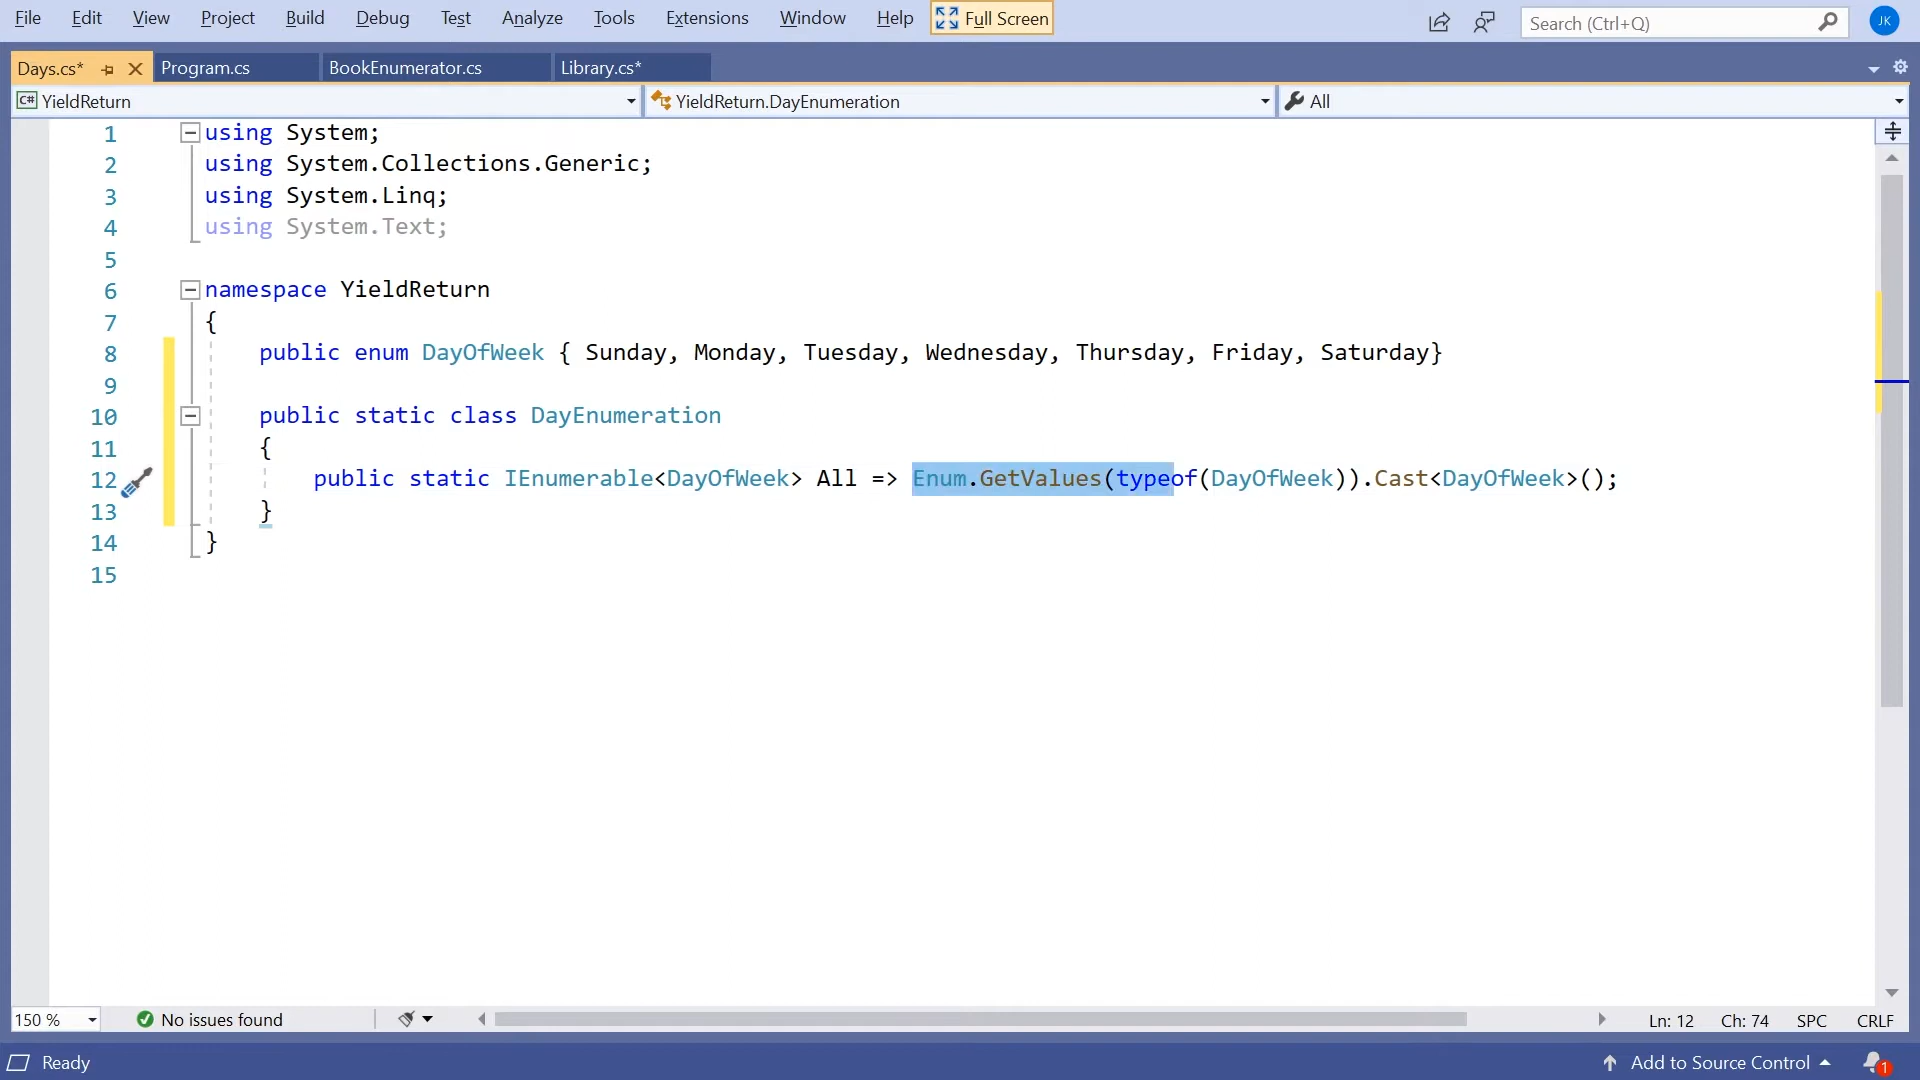 File Edit View Project Build Debug Test Analyze Tools Extensions Window Help Full Screen Search (Ctrl+Q) JK
Days.cs* Program.cs BookEnumerator.cs Library.cs*
C# YieldReturn YieldReturn.DayEnumeration All
1 using System;
2 using System.Collections.Generic;
3 using System.Linq;
4 using System.Text;
5
6 namespace YieldReturn
7 {
8 public enum DayOfWeek { Sunday, Monday, Tuesday, Wednesday, Thursday, Friday, Saturday}
9
10 public static class DayEnumeration
11 {
12 public static IEnumerable<DayOfWeek> All => Enum.GetValues(typeof(DayOfWeek)).Cast<DayOfWeek>();
13 }
14 }
15
150 % No issues found Ln: 12 Ch: 74 SPC CRLF
Ready Add to Source Control 1